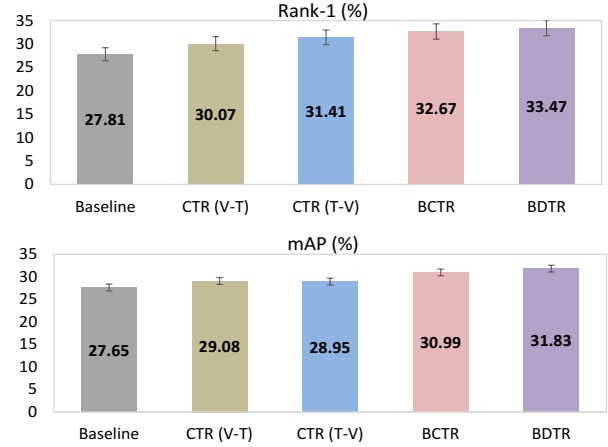 Rank-1 (%)
35
30
25
20
15
10
5
0
27.81
30.07
31.41
32.67
33.47
Baseline
CTR (V-T)
CTR (T-V)
BCTR
BDTR
mAP (%)
35
30
25
20
15
10
5
0
27.65
29.08
28.95
30.99
31.83
Baseline
CTR (V-T)
CTR (T-V)
BCTR
BDTR